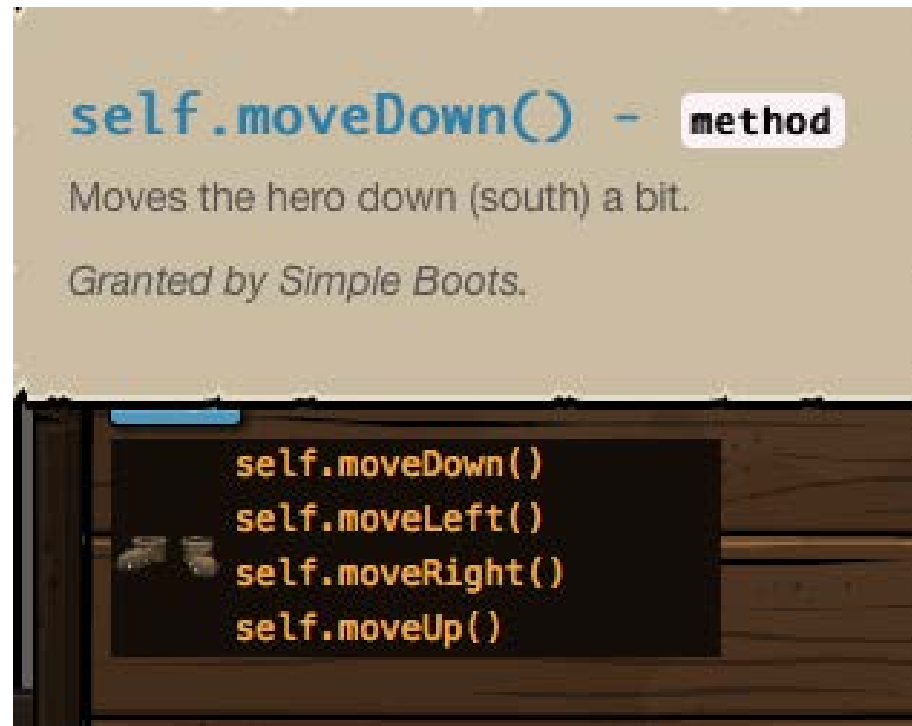 self.moveDown() - method
Moves the hero down (south) a bit.
Granted by Simple Boots.
self.moveDown()
self.moveLeft()
self.moveRight()
self.moveUp()